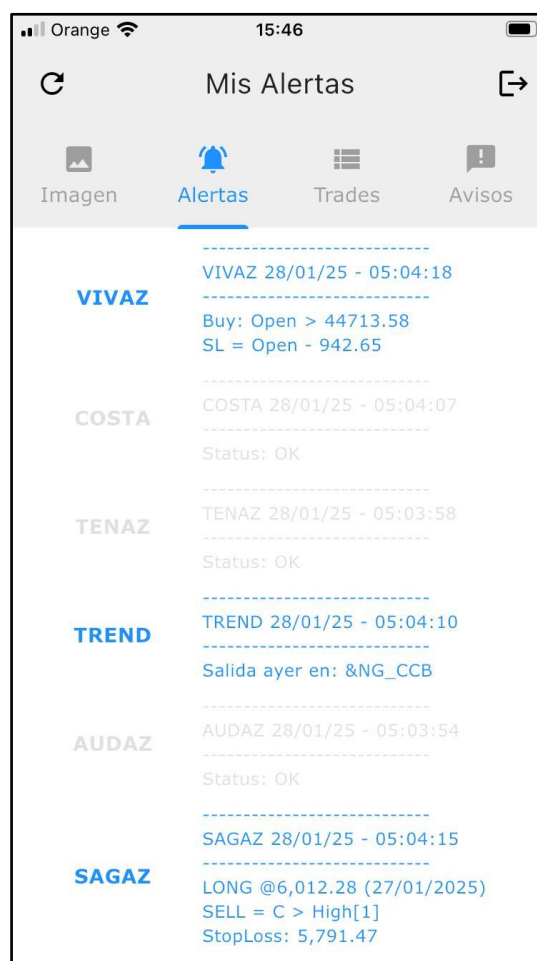 Orange 15:46
Mis Alertas
Imagen Alertas Trades Avisos
----------------------------
VIVAZ 28/01/25 - 05:04:18
VIVAZ
----------------------------
Buy: Open > 44713.58
SL = Open - 942.65
----------------------------
COSTA 28/01/25 - 05:04:07
COSTA
----------------------------
Status: OK
----------------------------
TENAZ 28/01/25 - 05:03:58
TENAZ
----------------------------
Status: OK
----------------------------
TREND 28/01/25 - 05:04:10
TREND
----------------------------
Salida ayer en: &NG_CCB
----------------------------
AUDAZ 28/01/25 - 05:03:54
AUDAZ
----------------------------
Status: OK
----------------------------
SAGAZ 28/01/25 - 05:04:15
----------------------------
SAGAZ
LONG @6,012.28 (27/01/2025)
SELL = C > High[1]
StopLoss: 5,791.47